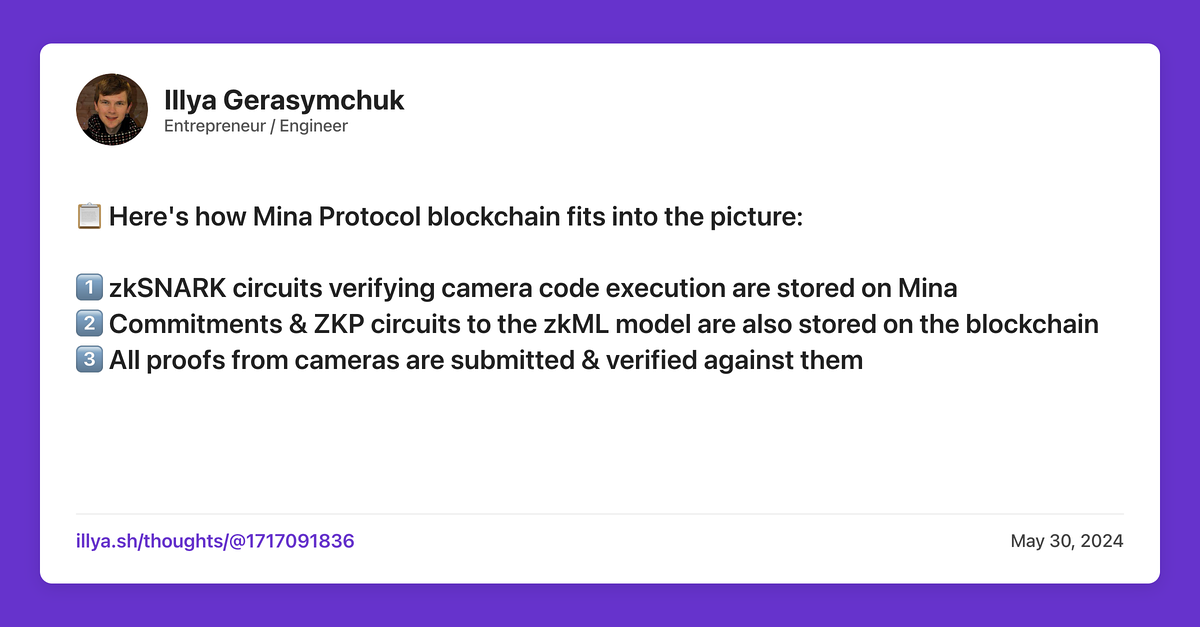 Illya Gerasymchuk
Entrepreneur / Engineer
📋 Here's how Mina Protocol blockchain fits into the picture:
1️⃣ zkSNARK circuits verifying camera code execution are stored on Mina
2️⃣ Commitments & ZKP circuits to the zkML model are also stored on the blockchain
3️⃣ All proofs from cameras are submitted & verified against them
illya.sh/thoughts/@1717091836
May 30, 2024